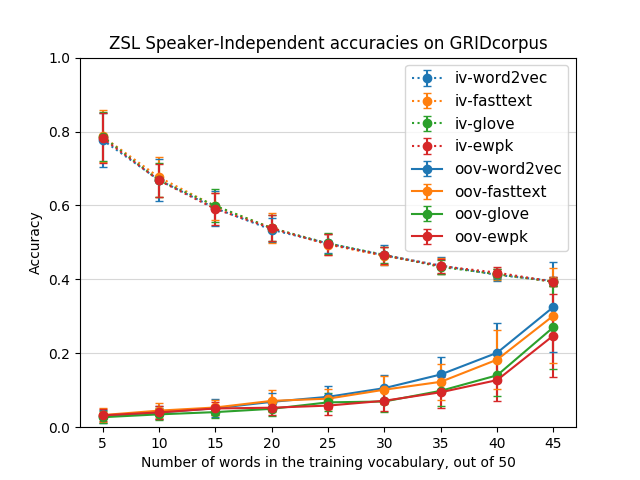 ZSL Speaker-Independent accuracies on GRIDcorpus
1.0
0.8
0.6
0.4
0.2
0.0
Accuracy
iv-word2vec
iv-fasttext
iv-glove
iv-ewpk
oov-word2vec
oov-fasttext
oov-glove
oov-ewpk
5 10 15 20 25 30 35 40 45
Number of words in the training vocabulary, out of 50